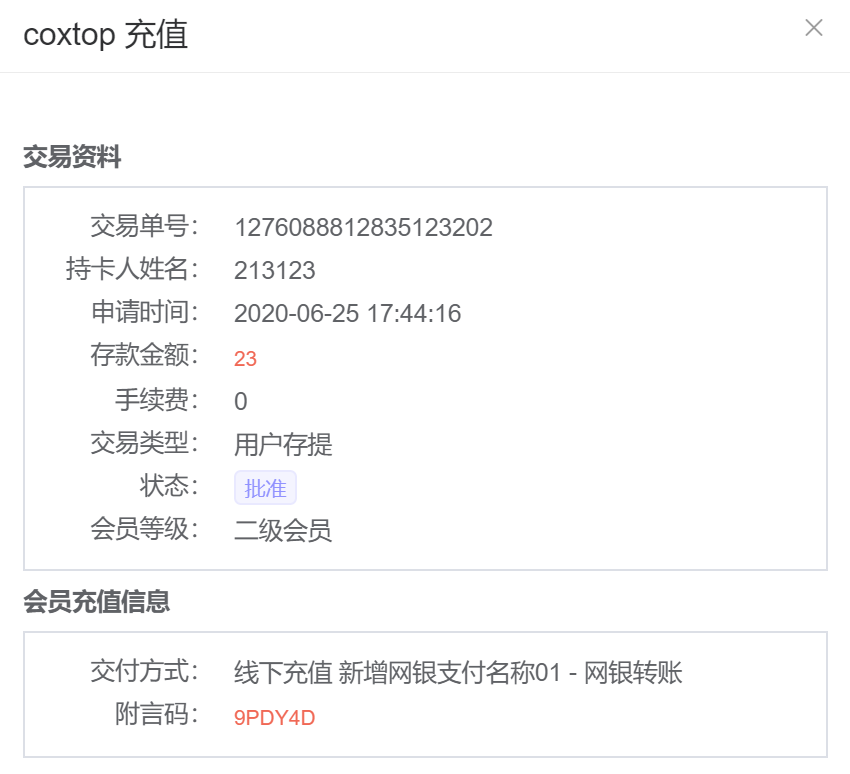 coxtop 充值
交易资料
交易单号： 1276088812835123202
持卡人姓名： 213123
申请时间： 2020-06-25 17:44:16
存款金额： 23
手续费： 0
交易类型： 用户存提
状态： 批准
会员等级： 二级会员
会员充值信息
交付方式： 线下充值 新增网银支付名称01 - 网银转账
附言码： 9PDY4D